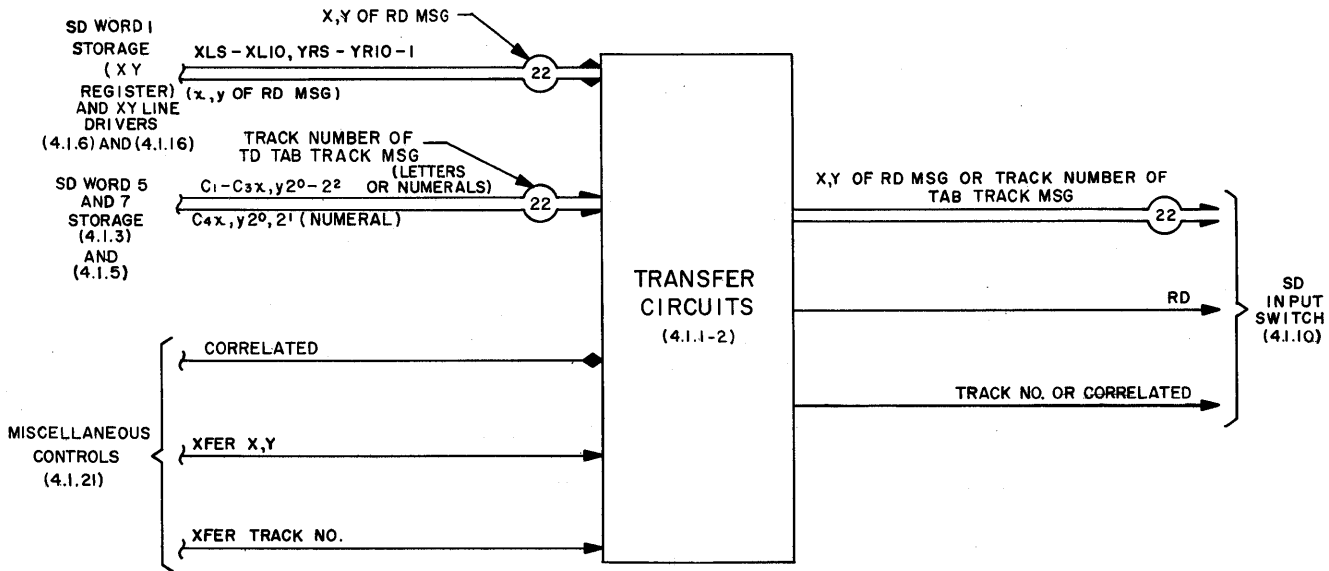 X,Y OF RD MSG
SD WORD 1
STORAGE
( X Y
REGISTER)
AND XY LINE
DRIVERS
(4.1.6) AND (4.1.16)
XLS-XL10, YRS-YR10-1
22
(x,y OF RD MSG)
TRACK NUMBER OF
TD TAB TRACK MSG
(LETTERS
OR NUMERALS)
SD WORD 5
AND 7
STORAGE
(4.1.3)
AND
(4.1.5)
C1-C3x, y2⁰-2²
22
C4x, y2⁰, 2¹ (NUMERAL)
MISCELLANEOUS
CONTROLS
(4.1.21)
CORRELATED
XFER X,Y
XFER TRACK NO.
TRANSFER
CIRCUITS
(4.1.1-2)
X,Y OF RD MSG OR TRACK NUMBER OF
TAB TRACK MSG
22
RD
TRACK NO. OR CORRELATED
SD
INPUT
SWITCH
(4.1.10)